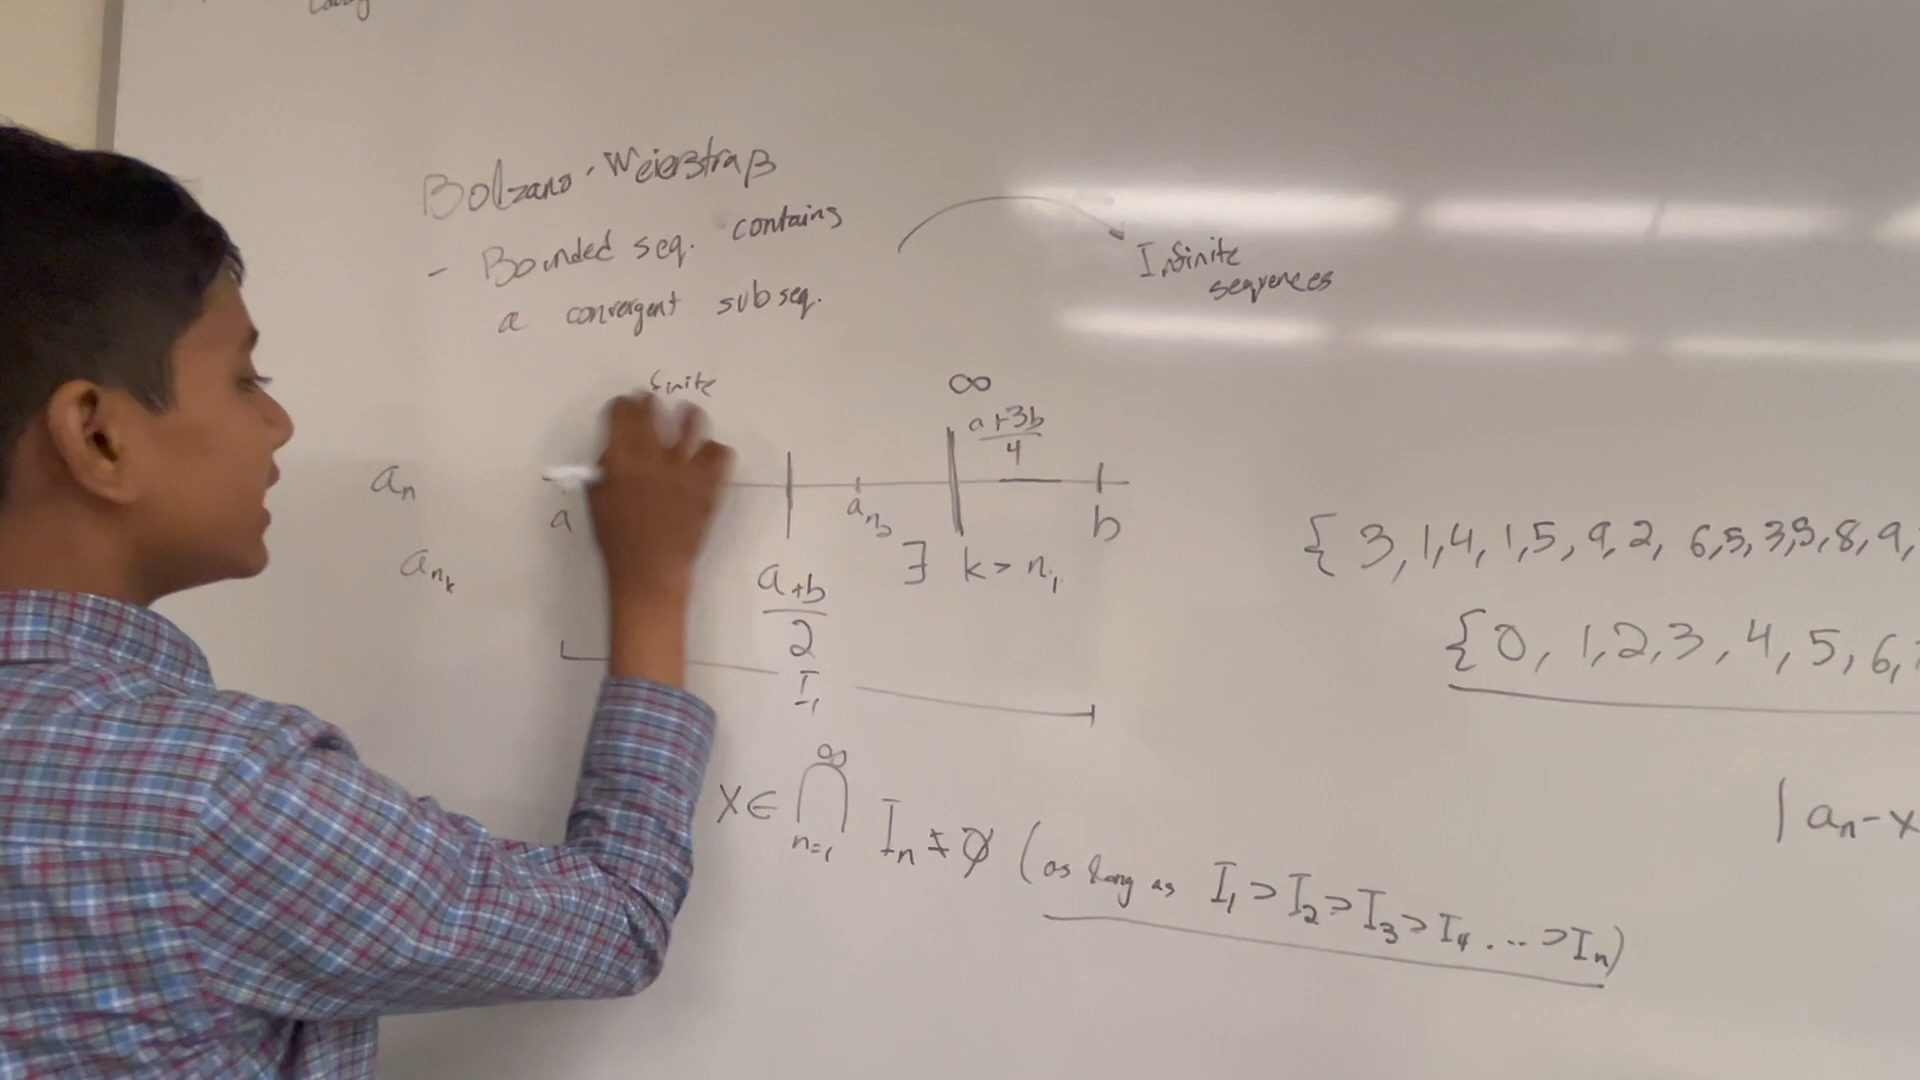 Bolzano-Weierstraß
- Bounded seq. contains
a convergent subseq.
Infinite
sequences
finite
∞
a+3b
4
aₙ
a
b
∃ k > n₁
aₙₖ
a+b
2
I₁
{ 3, 1, 4, 1, 5, 9, 2, 6, 5, 3, 5, 8, 9,
{ 0, 1, 2, 3, 4, 5, 6,
| aₙ - x
x ∈ ∞ ⋂ n=1 Iₙ ≠ ∅ (as long as I₁ ⊃ I₂ ⊃ I₃ ⊃ I₄ . .. ⊃ Iₙ)